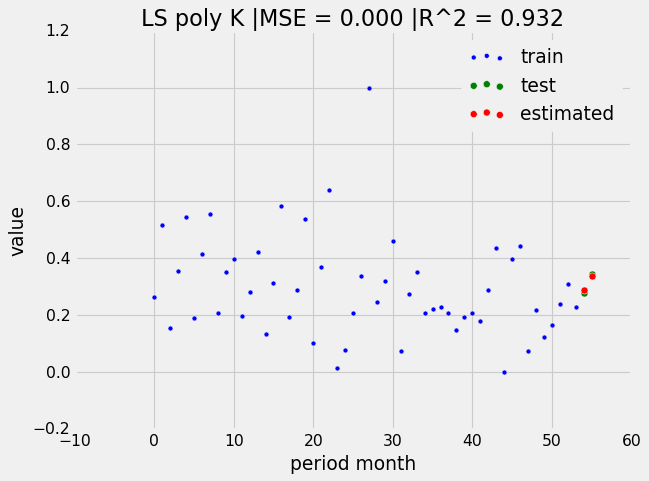 LS poly K |MSE = 0.000 |R^2 = 0.932
1.2
1.0
0.8
0.6
0.4
0.2
0.0
−0.2
value
train
test
estimated
−10 0 10 20 30 40 50 60
period month